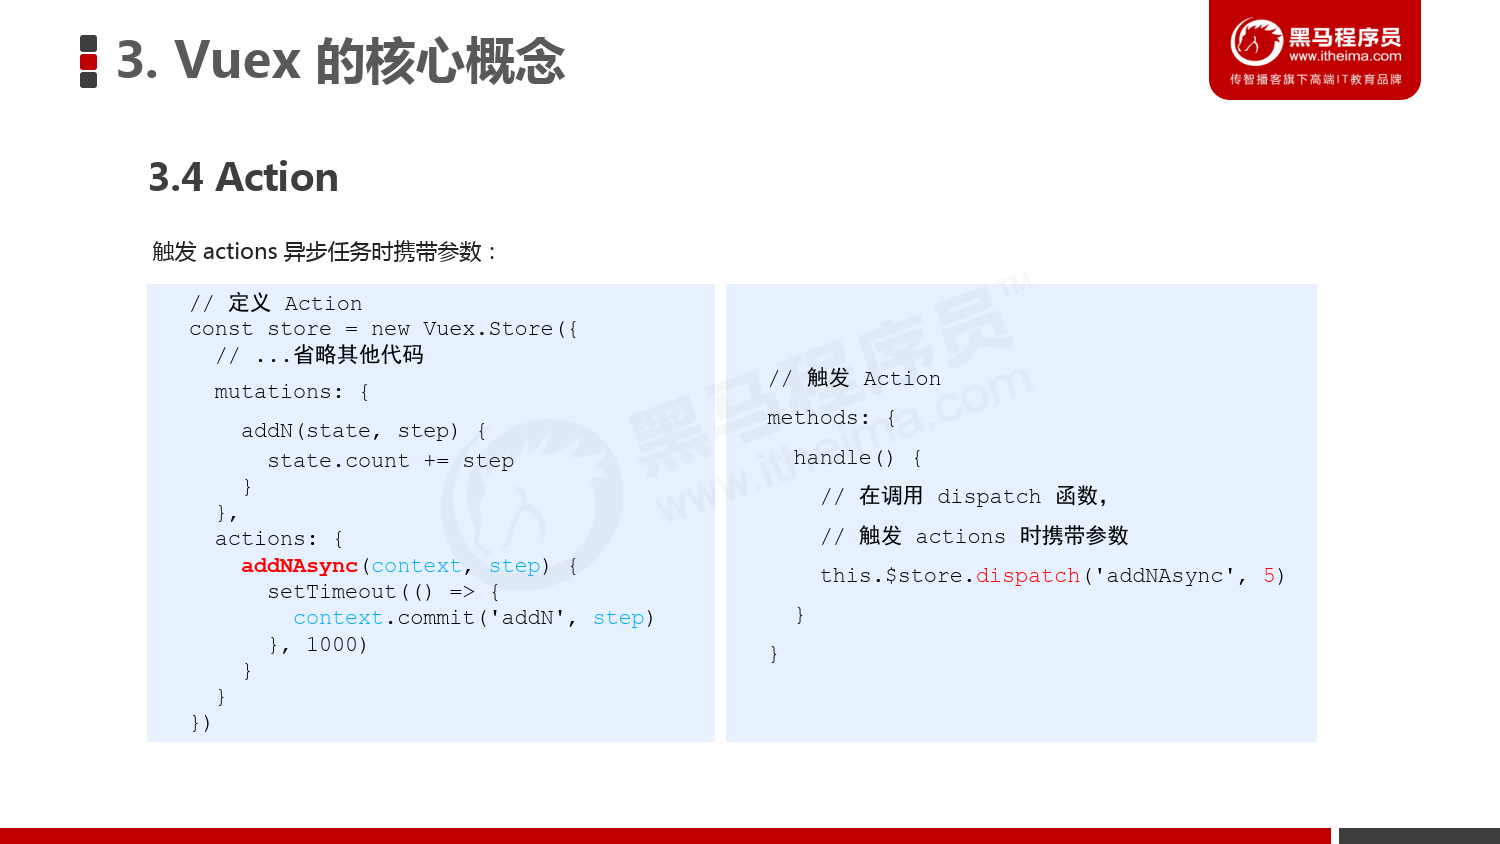 3. Vuex 的核心概念
黑马程序员
www.itheima.com
传智播客旗下高端IT教育品牌
3.4 Action
触发 actions 异步任务时携带参数：
// 定义 Action
const store = new Vuex.Store({
// ...省略其他代码
mutations: {
addN(state, step) {
state.count += step
}
},
actions: {
addNAsync(context, step) {
setTimeout(() => {
context.commit('addN', step)
}, 1000)
}
}
})
// 触发 Action
methods: {
handle() {
// 在调用 dispatch 函数，
// 触发 actions 时携带参数
this.$store.dispatch('addNAsync', 5)
}
}
黑马程序员™
www.itheima.com